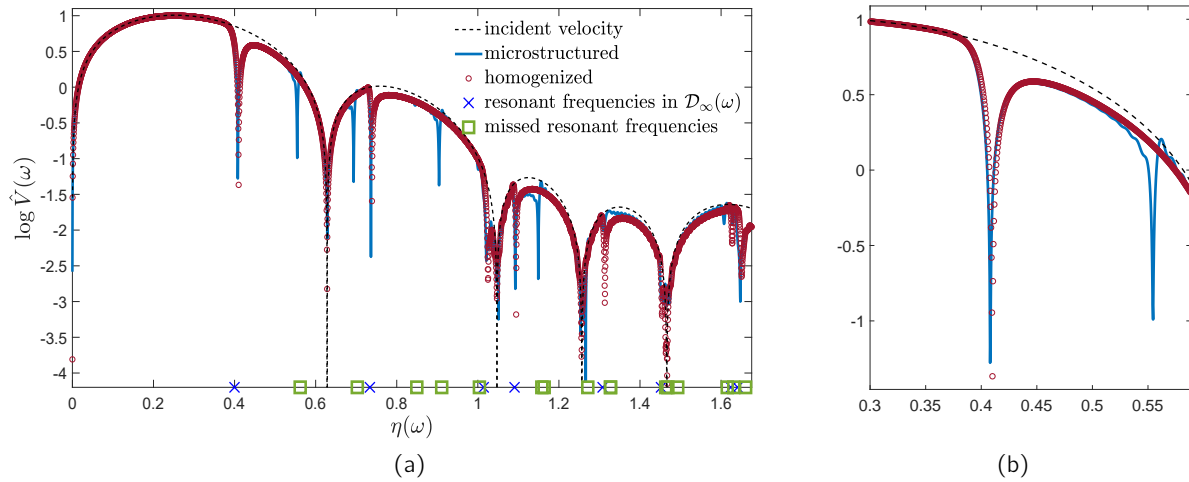 1
0.5
0
-0.5
-1
-1.5
-2
-2.5
-3
-3.5
-4
log V̂(ω)
0 0.2 0.4 0.6 0.8 1 1.2 1.4 1.6
η(ω)
incident velocity
microstructured
homogenized
resonant frequencies in 𝒟∞(ω)
missed resonant frequencies
(a)
1
0.5
0
-0.5
-1
0.3 0.35 0.4 0.45 0.5 0.55
(b)